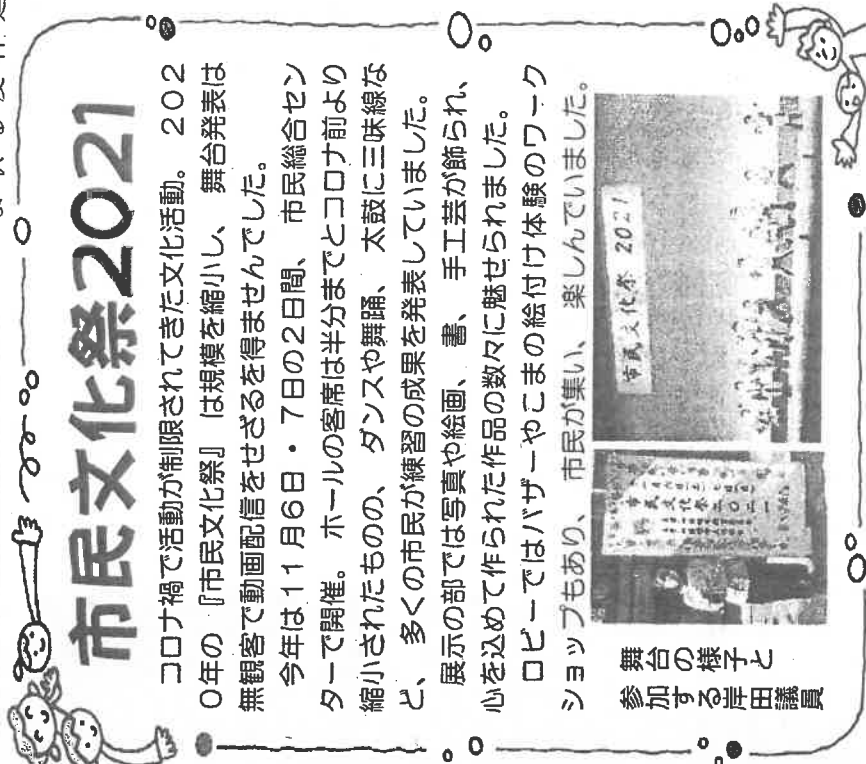 市民文化祭2021
コロナ禍で活動が制限されてきた文化活動。 202
0年の『市民文化祭』は規模を縮小し、舞台発表は
無観客で動画配信をせざるを得ませんでした。
今年は11月6日・7日の2日間、市民総合セン
ターで開催。ホールの客席は半分までとコロナ前より
縮小されたものの、ダンスや舞踊、太鼓に三味線な
ど、多くの市民が練習の成果を発表していました。
展示の部では写真や絵画、書、手工芸が飾られ、
心を込めて作られた作品の数々に魅せられました。
ロビーではバザーやこまの絵付け体験のワーク
ショップもあり、市民が集い、楽しんでいました。
市民文化祭 2021
市民文化祭二〇二一
舞台の様子と
参加する岸田議員